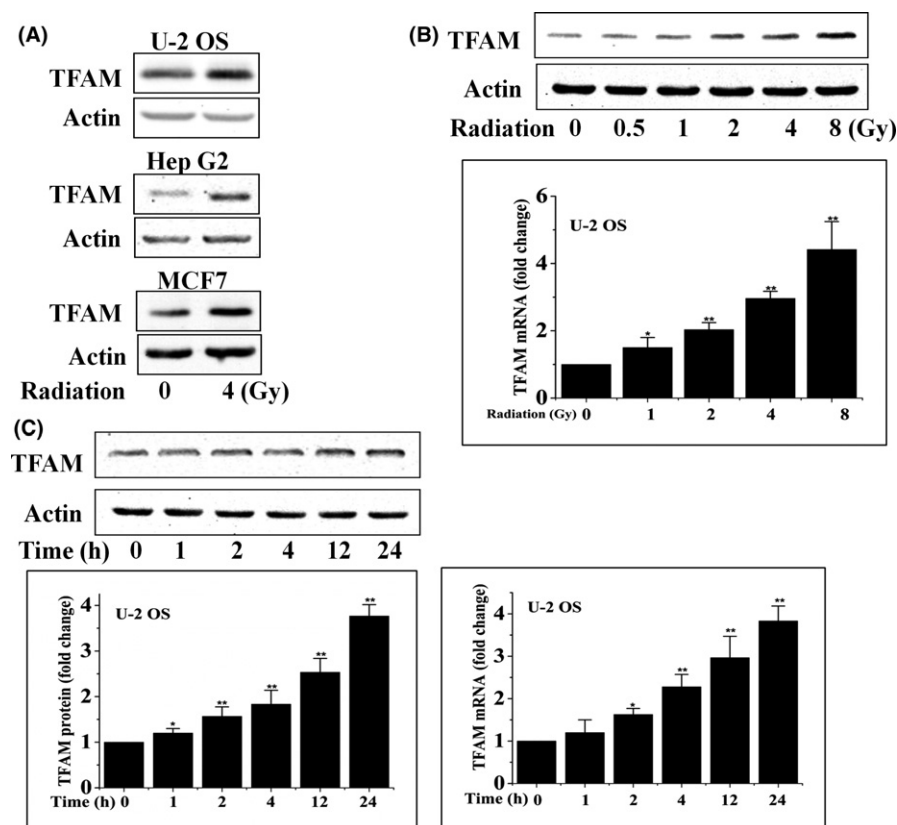 (A)
U-2 OS
TFAM
Actin
Hep G2
TFAM
Actin
MCF7
TFAM
Actin
Radiation 0 4 (Gy)
(B)
TFAM
Actin
Radiation 0 0.5 1 2 4 8 (Gy)
6
4
2
0
TFAM mRNA (fold change)
U-2 OS
* ** ** **
Radiation (Gy) 0 1 2 4 8
(C)
TFAM
Actin
Time (h) 0 1 2 4 12 24
4
3
2
1
0
TFAM protein (fold change)
U-2 OS
* ** ** ** **
Time (h) 0 1 2 4 12 24
4
3
2
1
0
TFAM mRNA (fold change)
U-2 OS
* ** ** **
Time (h) 0 1 2 4 12 24